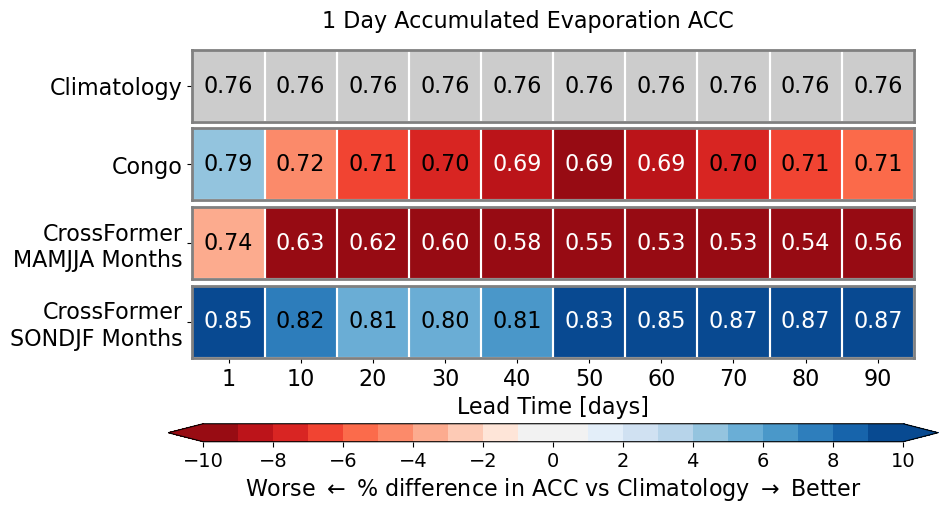 1 Day Accumulated Evaporation ACC
Climatology 0.76 0.76 0.76 0.76 0.76 0.76 0.76 0.76 0.76 0.76
Congo 0.79 0.72 0.71 0.70 0.69 0.69 0.69 0.70 0.71 0.71
CrossFormer
MAMJJA Months 0.74 0.63 0.62 0.60 0.58 0.55 0.53 0.53 0.54 0.56
CrossFormer
SONDJF Months 0.85 0.82 0.81 0.80 0.81 0.83 0.85 0.87 0.87 0.87
1 10 20 30 40 50 60 70 80 90
Lead Time [days]
−10 −8 −6 −4 −2 0 2 4 6 8 10
Worse ← % difference in ACC vs Climatology → Better